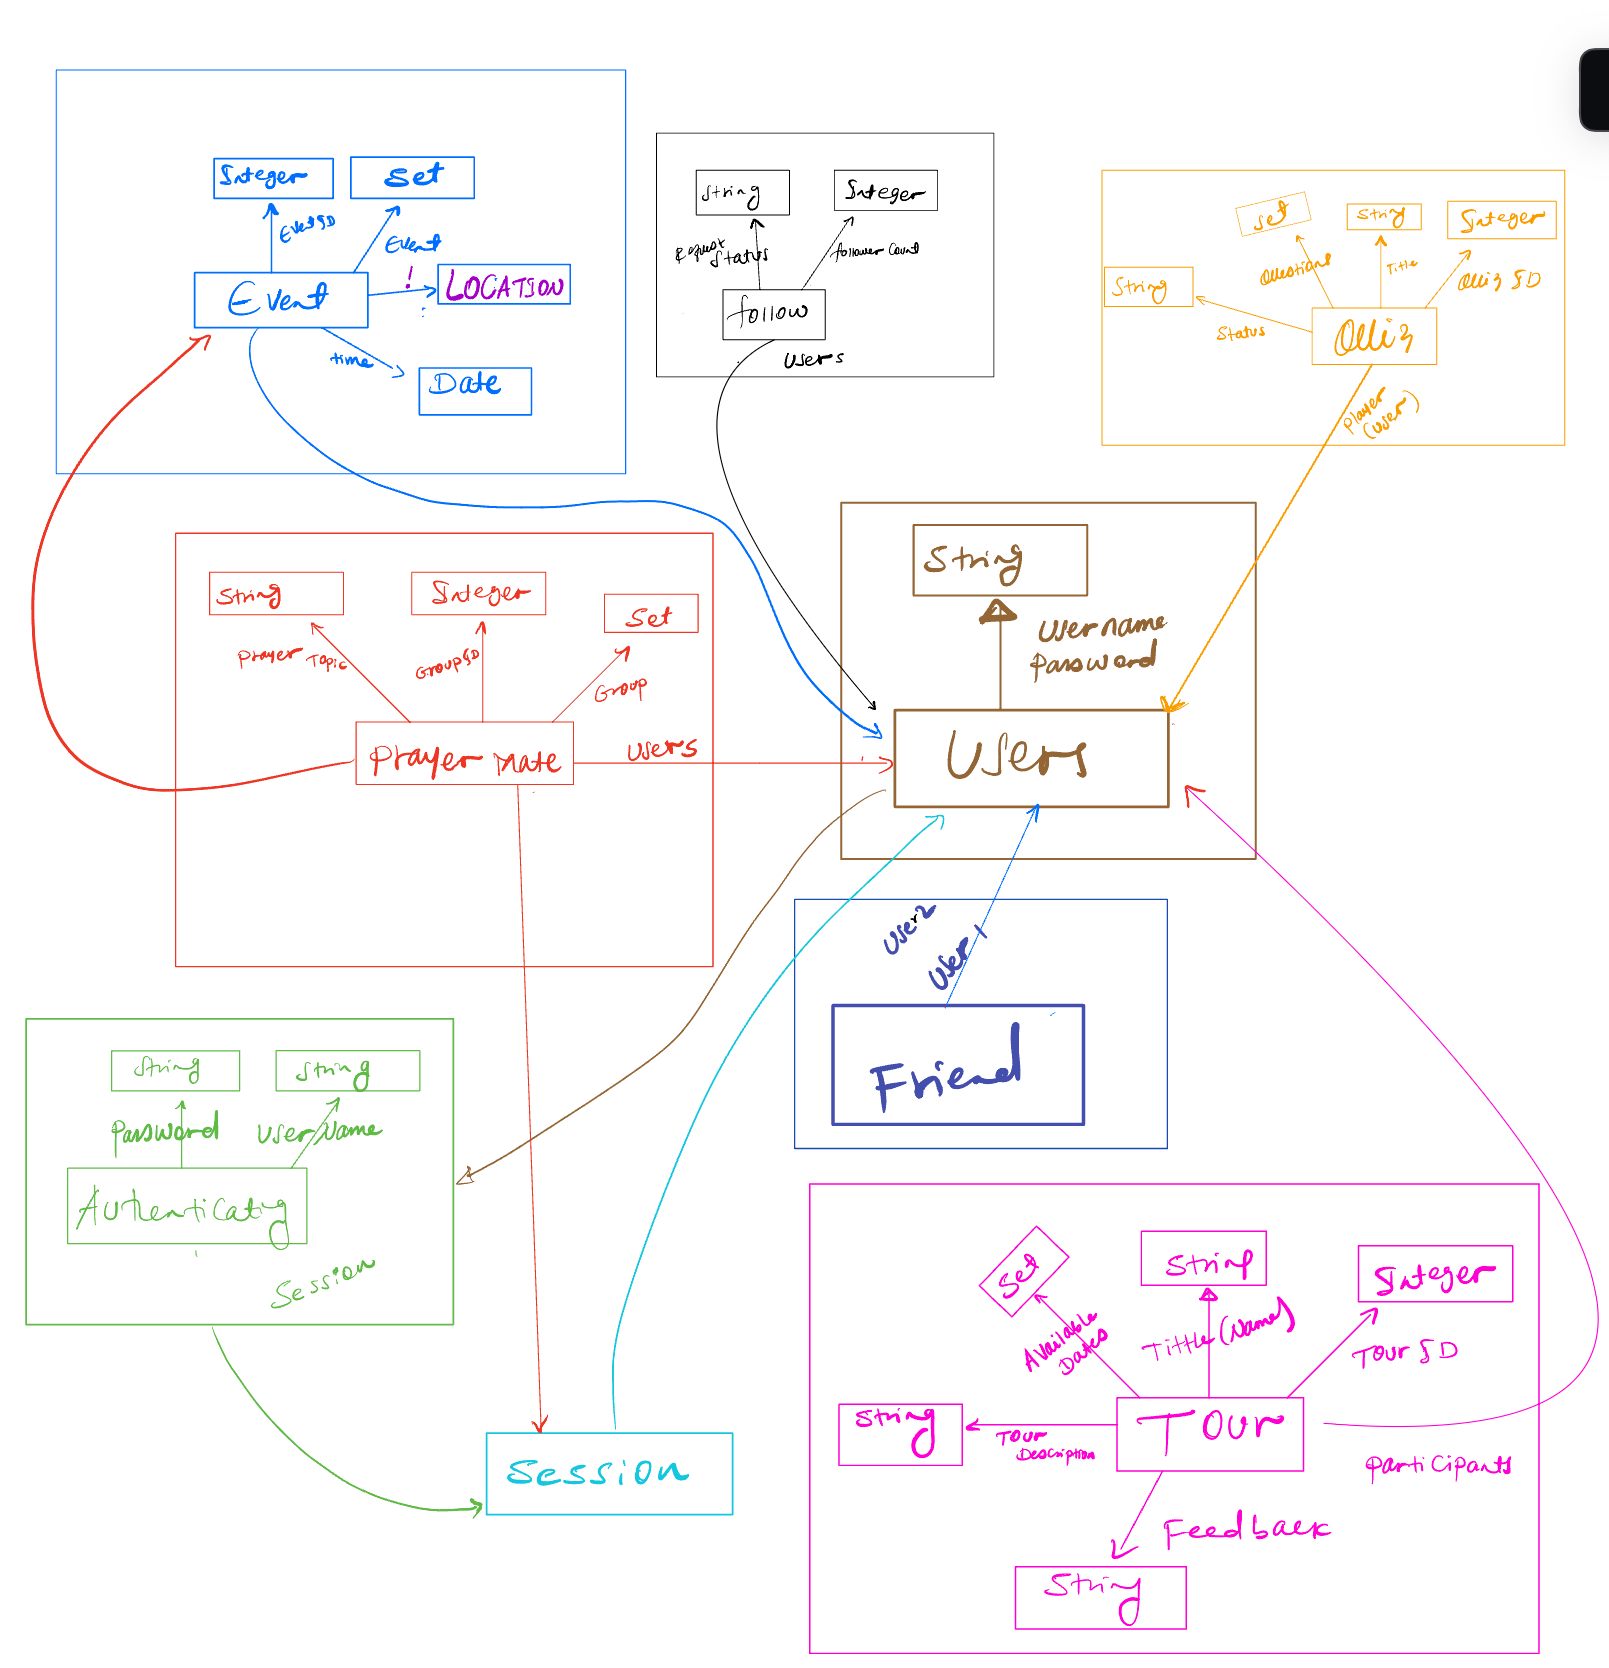 Integer
Set
EventID
Event
!
LOCATION
Event
time
Date
String
Integer
Request
Status
follower Count
follow
Users
Set
String
Integer
String
Questions
Title
Quiz ID
Status
Quiz
Player
(user)
String
Username
Password
Users
String
Integer
Set
Prayer Topic
GroupID
Group
Prayer Mate
Users
User2
User1
Friend
String
String
Password
UserName
Authenticating
Session
Session
Set
String
Integer
Available
Dates
Tittle (Name)
Tour ID
String
Tour
Description
Tour
Participants
Feedback
String